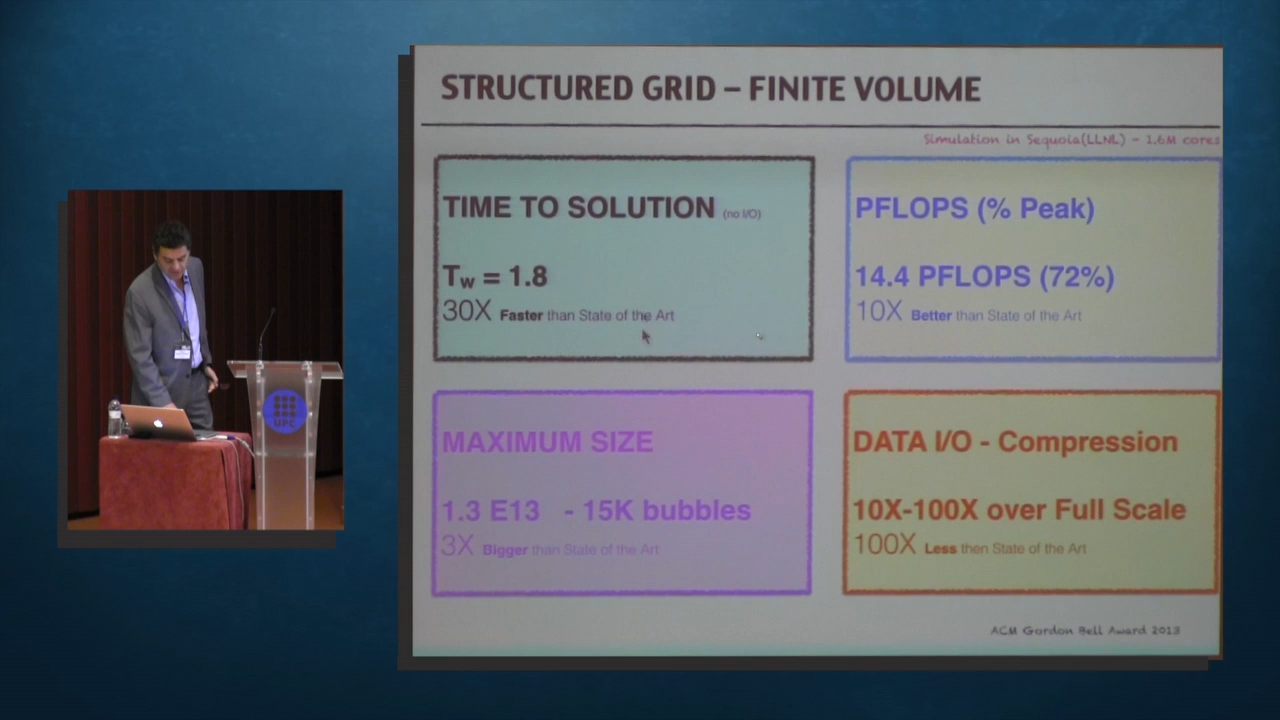 STRUCTURED GRID – FINITE VOLUME
Simulation in Sequoia(LLNL) - 1.6M cores
TIME TO SOLUTION (no I/O)
Tw = 1.8
30X Faster than State of the Art
PFLOPS (% Peak)
14.4 PFLOPS (72%)
10X Better than State of the Art
MAXIMUM SIZE
1.3 E13 - 15K bubbles
3X Bigger than State of the Art
DATA I/O - Compression
10X-100X over Full Scale
100X Less then State of the Art
ACM Gordon Bell Award 2013
UPC